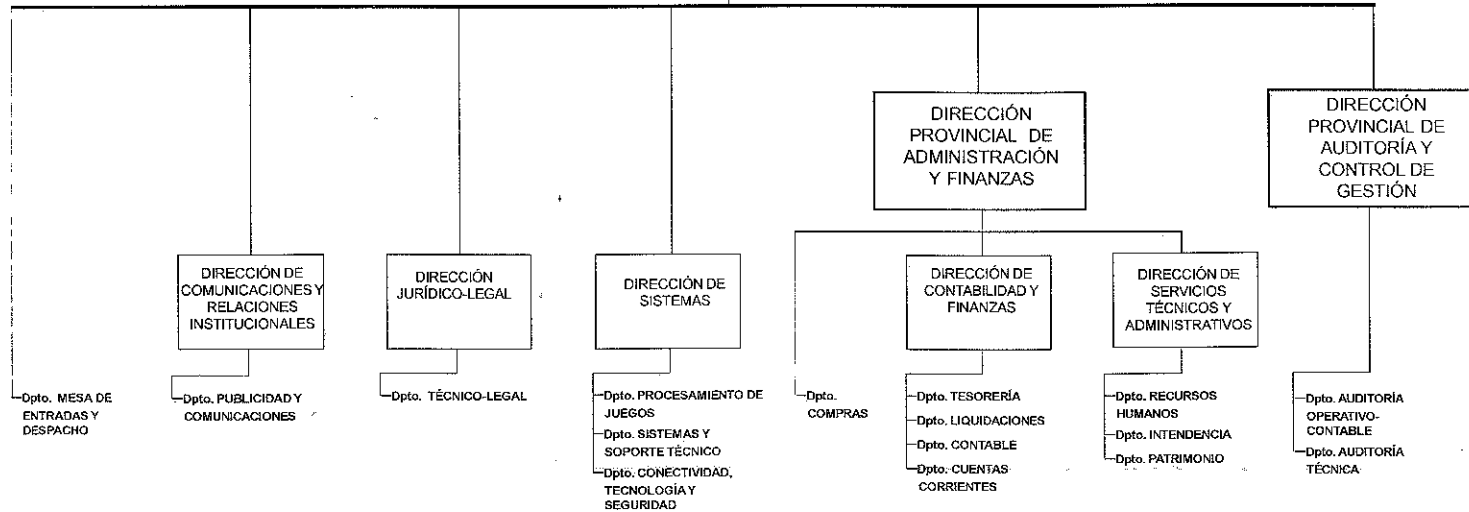 DIRECCIÓN
PROVINCIAL DE
ADMINISTRACIÓN
Y FINANZAS
DIRECCIÓN
PROVINCIAL DE
AUDITORÍA Y
CONTROL DE
GESTIÓN
DIRECCIÓN DE
COMUNICACIONES Y
RELACIONES
INSTITUCIONALES
DIRECCIÓN
JURÍDICO-LEGAL
DIRECCIÓN DE
SISTEMAS
DIRECCIÓN DE
CONTABILIDAD Y
FINANZAS
DIRECCIÓN DE
SERVICIOS
TÉCNICOS Y
ADMINISTRATIVOS
Dpto. MESA DE
ENTRADAS Y
DESPACHO
Dpto. PUBLICIDAD Y
COMUNICACIONES
Dpto. TÉCNICO-LEGAL
Dpto. PROCESAMIENTO DE
JUEGOS
Dpto. SISTEMAS Y
SOPORTE TÉCNICO
Dpto. CONECTIVIDAD,
TECNOLOGÍA Y
SEGURIDAD
Dpto.
COMPRAS
Dpto. TESORERÍA
Dpto. LIQUIDACIONES
Dpto. CONTABLE
Dpto. CUENTAS
CORRIENTES
Dpto. RECURSOS
HUMANOS
Dpto. INTENDENCIA
Dpto. PATRIMONIO
Dpto. AUDITORÍA
OPERATIVO-
CONTABLE
Dpto. AUDITORÍA
TÉCNICA